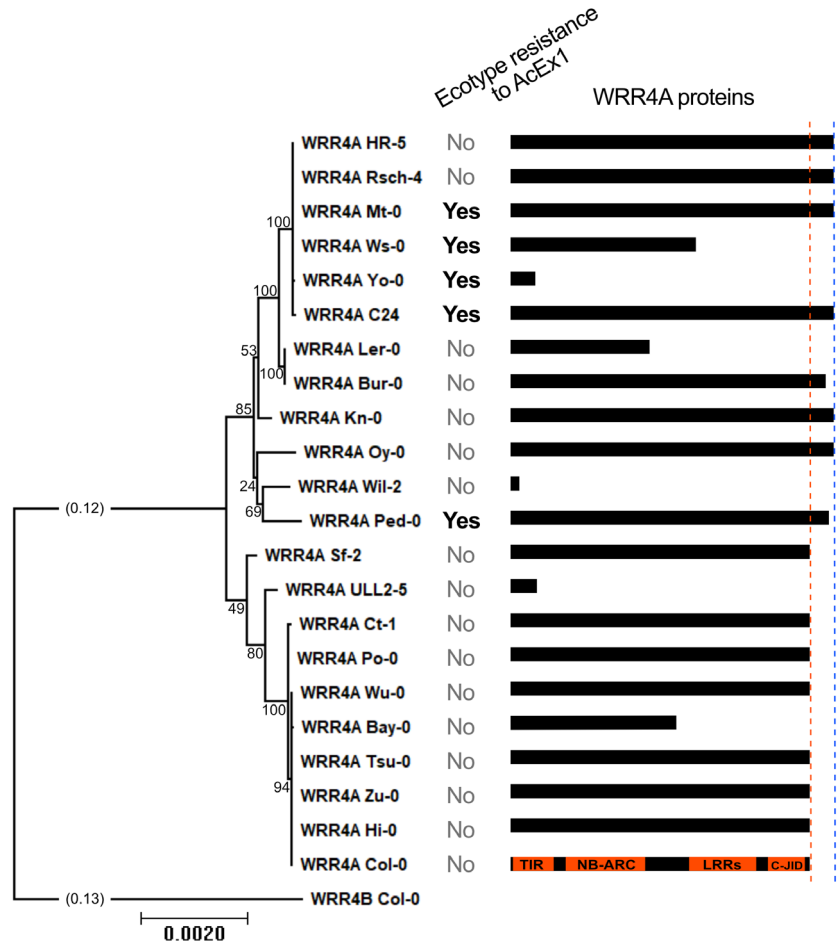 Ecotype resistance
to AcEx1
WRR4A proteins
WRR4A HR-5 No
WRR4A Rsch-4 No
WRR4A Mt-0 Yes
100
WRR4A Ws-0 Yes
WRR4A Yo-0 Yes
100
WRR4A C24 Yes
53
WRR4A Ler-0 No
100
WRR4A Bur-0 No
85
WRR4A Kn-0 No
WRR4A Oy-0 No
24
WRR4A Wil-2 No
69
(0.12)
WRR4A Ped-0 Yes
WRR4A Sf-2 No
WRR4A ULL2-5 No
49
WRR4A Ct-1 No
80
WRR4A Po-0 No
WRR4A Wu-0 No
100
WRR4A Bay-0 No
WRR4A Tsu-0 No
94
WRR4A Zu-0 No
WRR4A Hi-0 No
WRR4A Col-0 No TIR NB-ARC LRRs C-JID
(0.13) WRR4B Col-0
0.0020